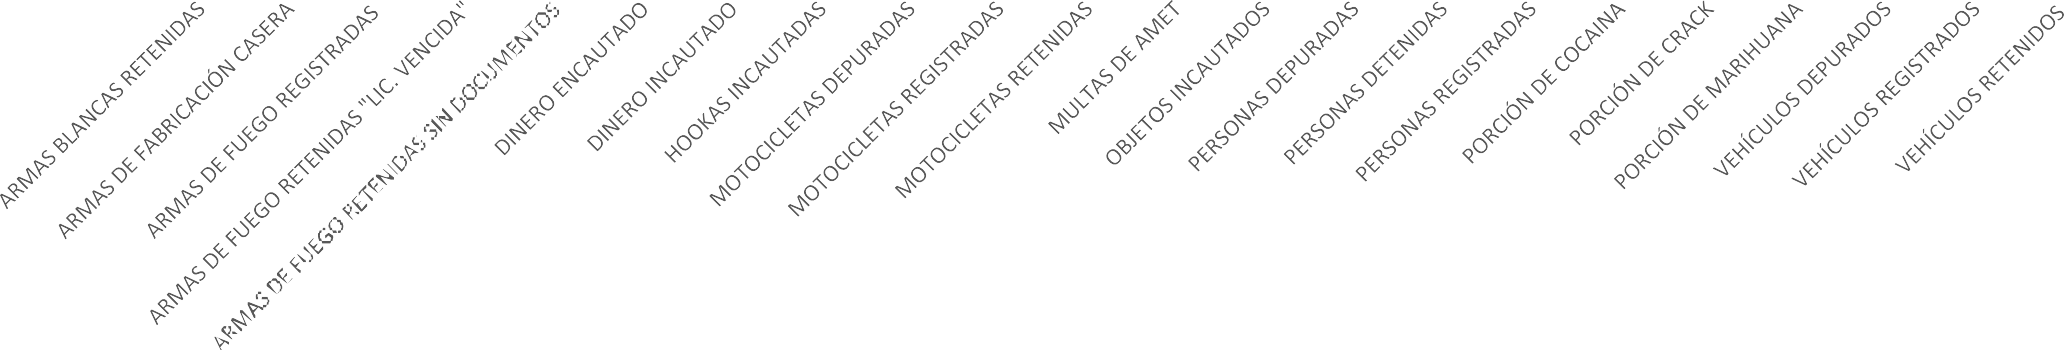 ARMAS BLANCAS RETENIDAS
ARMAS DE FABRICACIÓN CASERA
ARMAS DE FUEGO REGISTRADAS
ARMAS DE FUEGO RETENIDAS "LIC. VENCIDA"
ARMAS DE FUEGO RETENIDAS SIN DOCUMENTOS
DINERO ENCAUTADO
DINERO INCAUTADO
HOOKAS INCAUTADAS
MOTOCICLETAS DEPURADAS
MOTOCICLETAS REGISTRADAS
MOTOCICLETAS RETENIDAS
MULTAS DE AMET
OBJETOS INCAUTADOS
PERSONAS DEPURADAS
PERSONAS DETENIDAS
PERSONAS REGISTRADAS
PORCIÓN DE COCAINA
PORCIÓN DE CRACK
PORCIÓN DE MARIHUANA
VEHÍCULOS DEPURADOS
VEHÍCULOS REGISTRADOS
VEHÍCULOS RETENIDOS